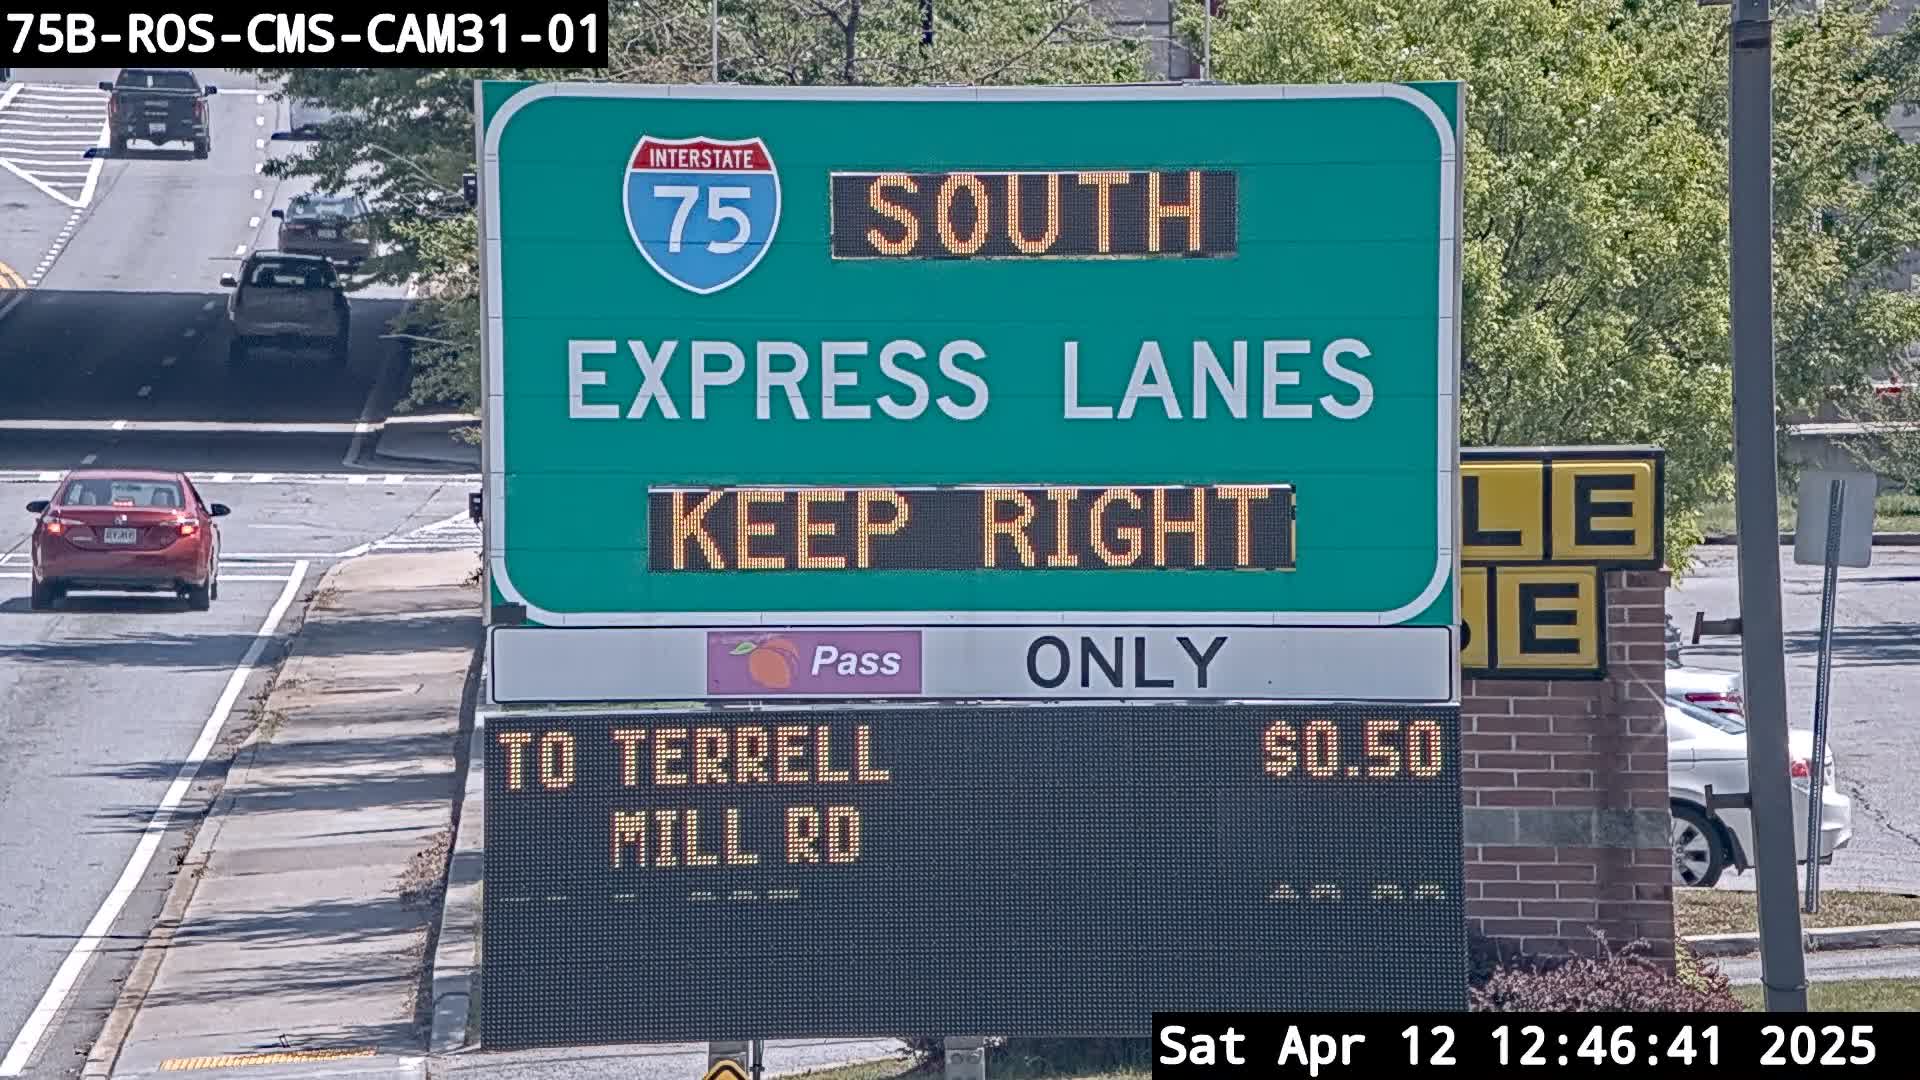 75B-ROS-CMS-CAM31-01
INTERSTATE
75
SOUTH
EXPRESS LANES
KEEP RIGHT
Pass ONLY
TO TERRELL $0.50
MILL RD
LE
E
Sat Apr 12 12:46:41 2025